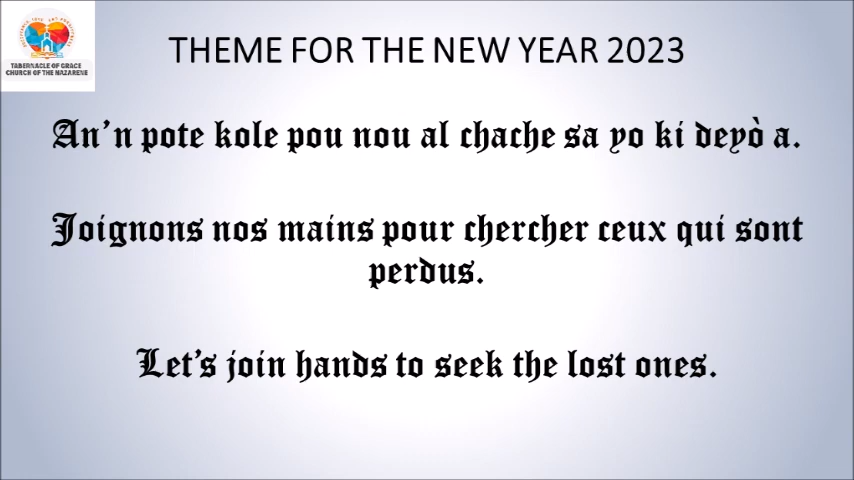 TABERNACLE OF GRACE
CHURCH OF THE NAZARENE
THEME FOR THE NEW YEAR 2023
An'n pote kole pou nou al chache sa yo ki deyò a.
Joignons nos mains pour chercher ceux qui sont
perdus.
Let's join hands to seek the lost ones.